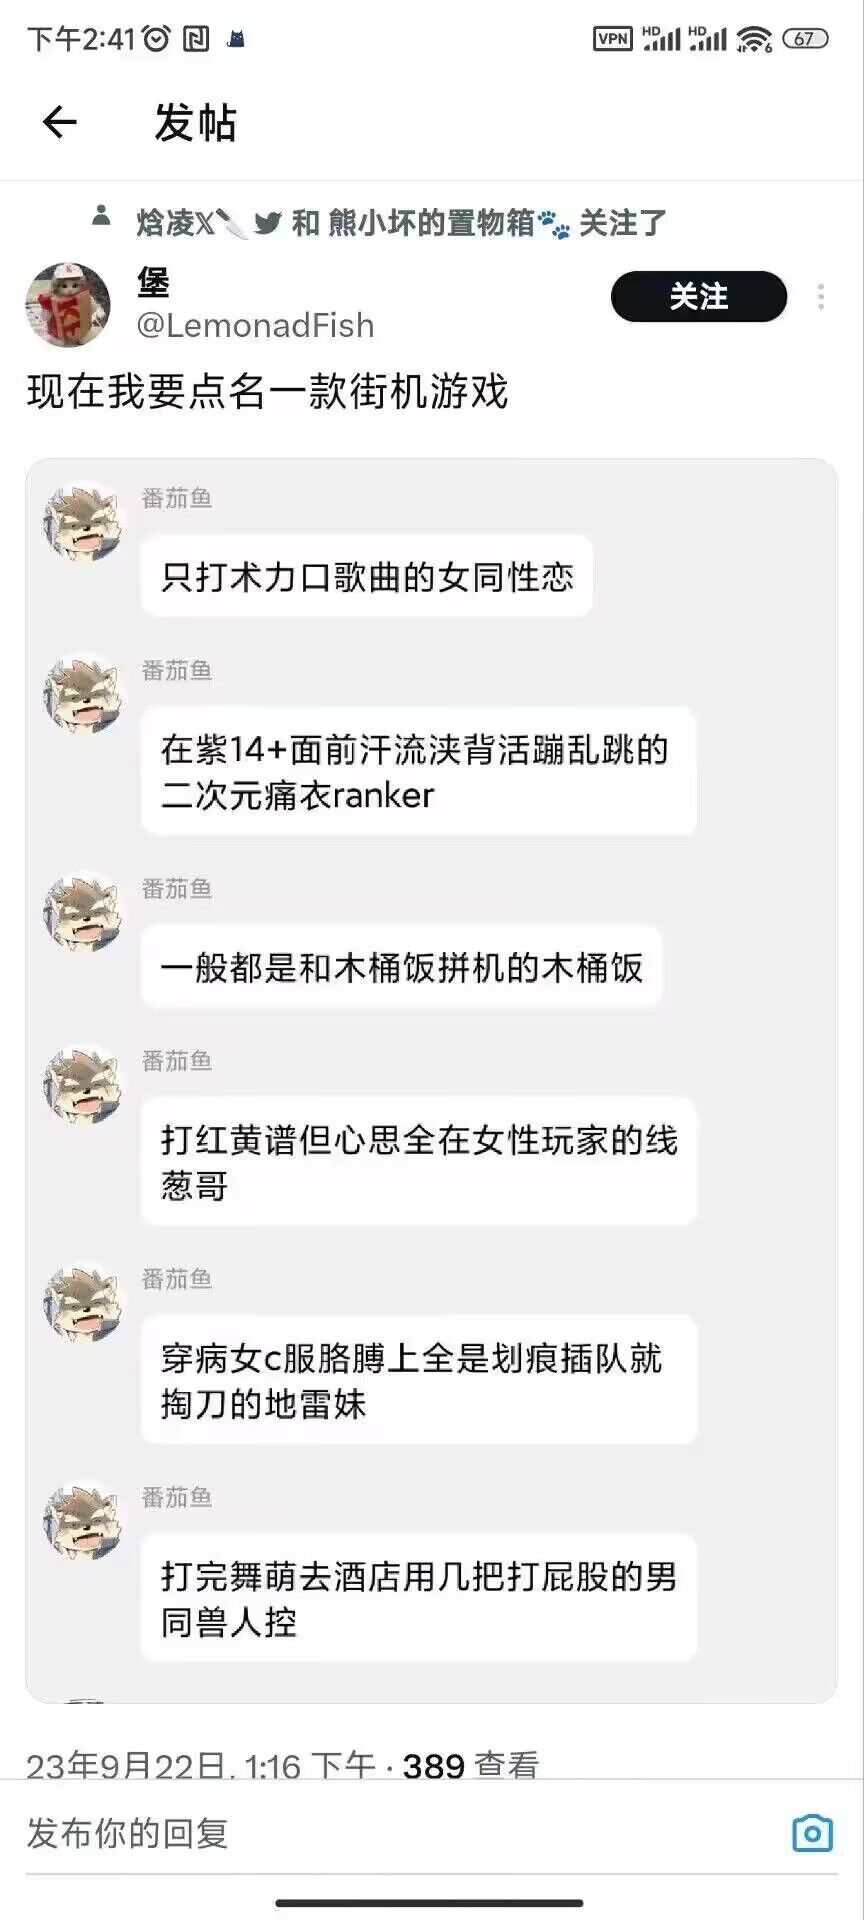 下午2:41
VPN HD HD 6 67
发帖
焓凌𝕏🔪 和 熊小坏的置物箱🐾 关注了
堡
关注
@LemonadFish
现在我要点名一款街机游戏
番茄鱼
只打术力口歌曲的女同性恋
番茄鱼
在紫14+面前汗流浃背活蹦乱跳的
二次元痛衣ranker
番茄鱼
一般都是和木桶饭拼机的木桶饭
番茄鱼
打红黄谱但心思全在女性玩家的线
葱哥
番茄鱼
穿病女c服胳膊上全是划痕插队就
掏刀的地雷妹
番茄鱼
打完舞萌去酒店用几把打屁股的男
同兽人控
23年9月22日, 1:16 下午 · 389 查看
发布你的回复